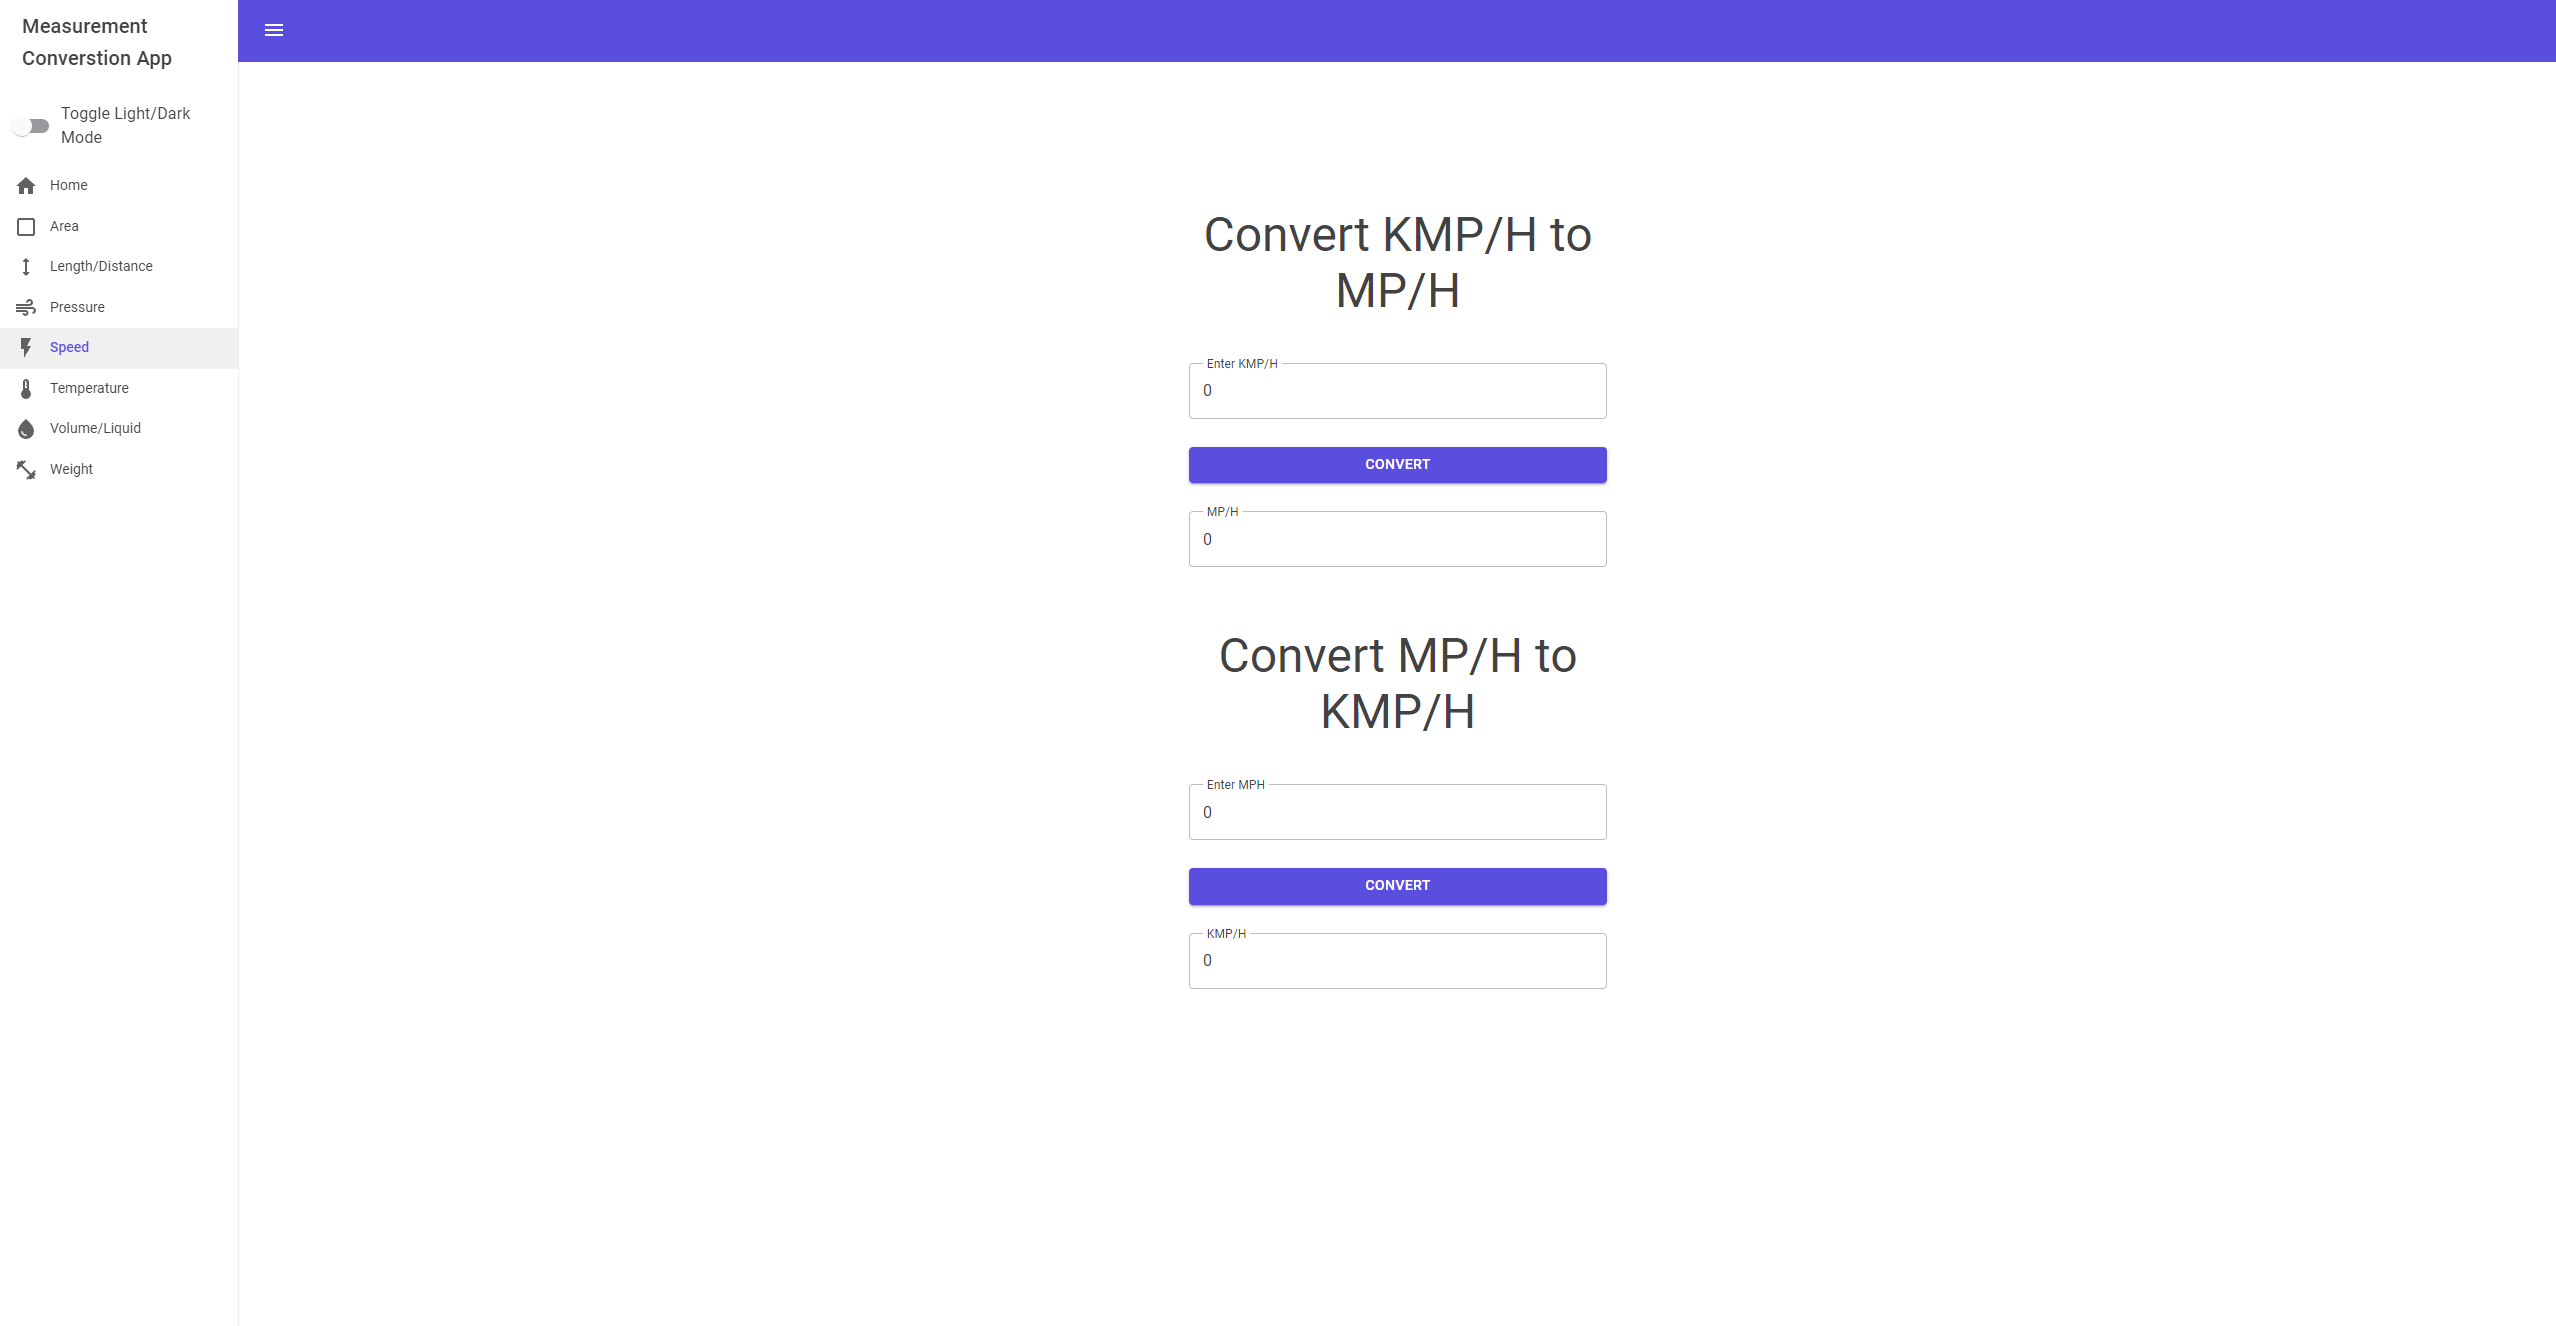 Measurement
Converstion App
Toggle Light/Dark
Mode
Home
Area
Length/Distance
Pressure
Speed
Temperature
Volume/Liquid
Weight
Convert KMP/H to
MP/H
Enter KMP/H
0
CONVERT
MP/H
0
Convert MP/H to
KMP/H
Enter MPH
0
CONVERT
KMP/H
0